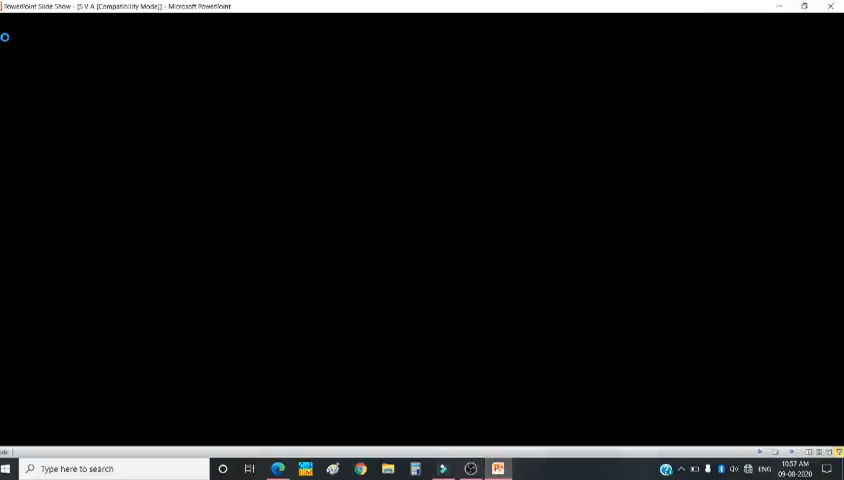 PowerPoint Slide Show - [S V A [Compatibility Mode]] - Microsoft PowerPoint
Type here to search
ENG
10:57 AM
09-08-2020